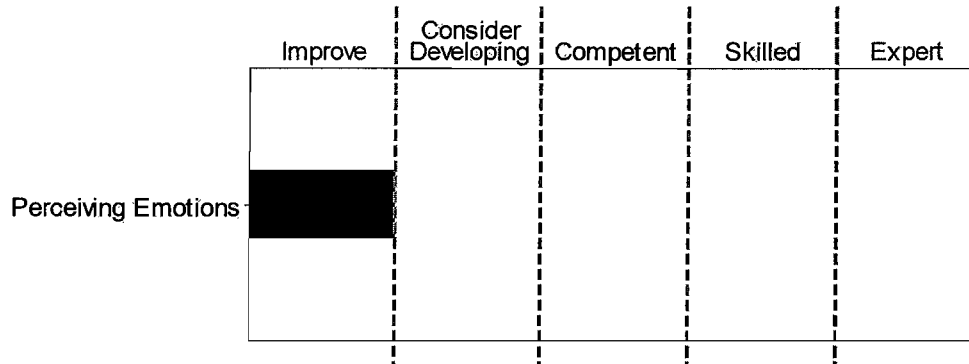 Improve
Consider
Developing
Competent
Skilled
Expert
Perceiving Emotions